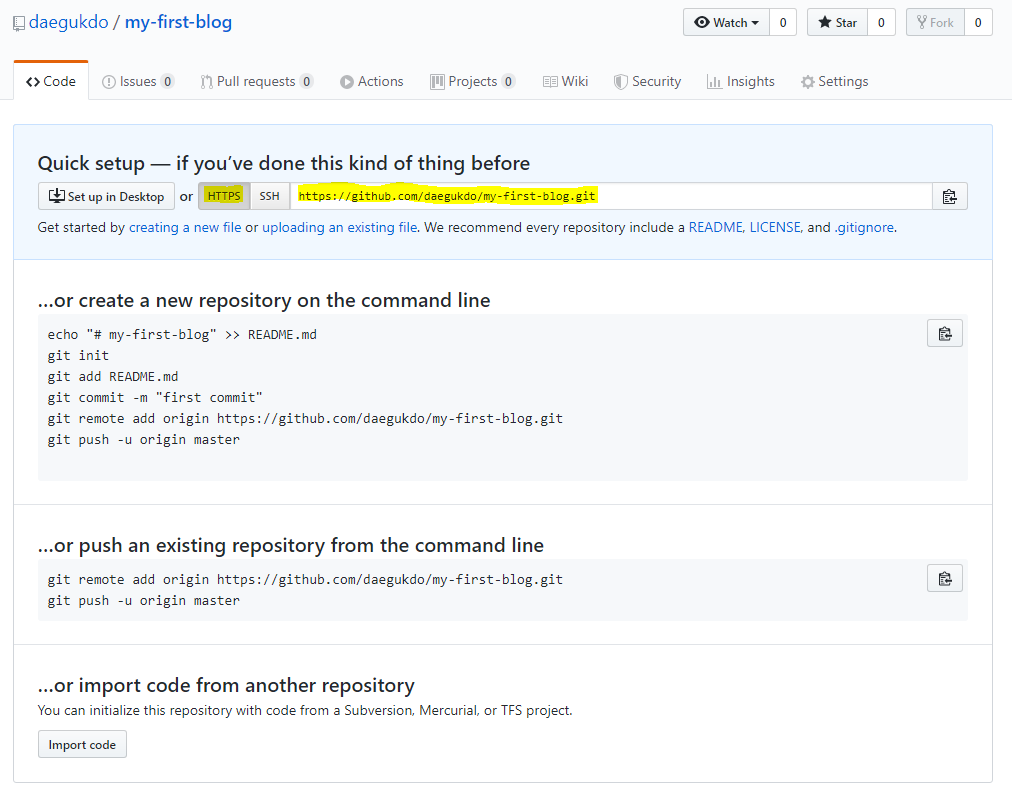 daegukdo / my-first-blog
Watch 0 Star 0 Fork 0
Code Issues 0 Pull requests 0 Actions Projects 0 Wiki Security Insights Settings
Quick setup — if you’ve done this kind of thing before
Set up in Desktop or HTTPS SSH https://github.com/daegukdo/my-first-blog.git
Get started by creating a new file or uploading an existing file. We recommend every repository include a README, LICENSE, and .gitignore.
…or create a new repository on the command line
echo "# my-first-blog" >> README.md
git init
git add README.md
git commit -m "first commit"
git remote add origin https://github.com/daegukdo/my-first-blog.git
git push -u origin master
…or push an existing repository from the command line
git remote add origin https://github.com/daegukdo/my-first-blog.git
git push -u origin master
…or import code from another repository
You can initialize this repository with code from a Subversion, Mercurial, or TFS project.
Import code